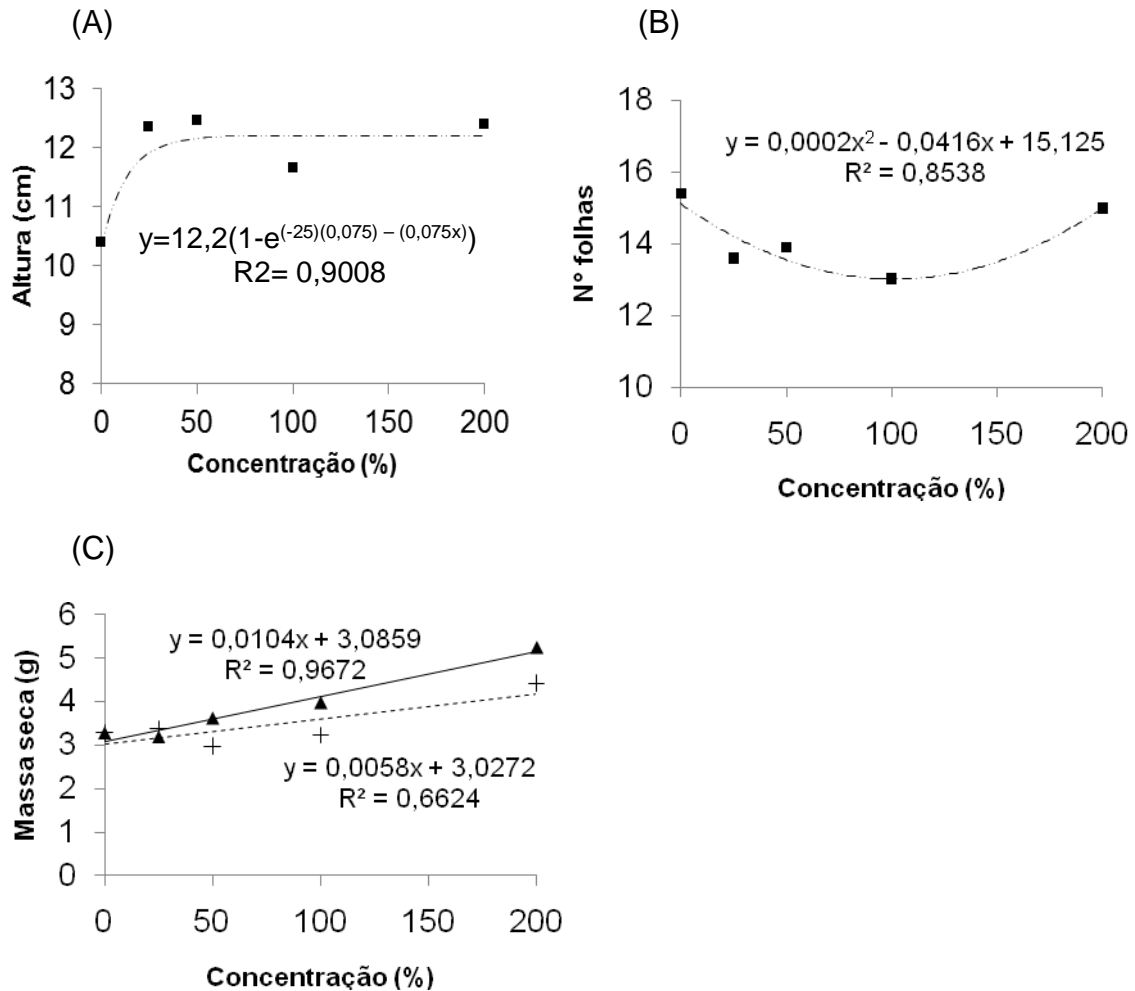 (A)
13
12
11
10
9
8
Altura (cm)
y=12,2(1-e^(-25)(0,075) – (0,075x))
R2= 0,9008
0 50 100 150 200
Concentração (%)
(B)
18
16
14
12
10
N° folhas
y = 0,0002x² - 0,0416x + 15,125
R² = 0,8538
0 50 100 150 200
Concentração (%)
(C)
6
5
4
3
2
1
0
Massa seca (g)
y = 0,0104x + 3,0859
R² = 0,9672
y = 0,0058x + 3,0272
R² = 0,6624
0 50 100 150 200
Concentração (%)